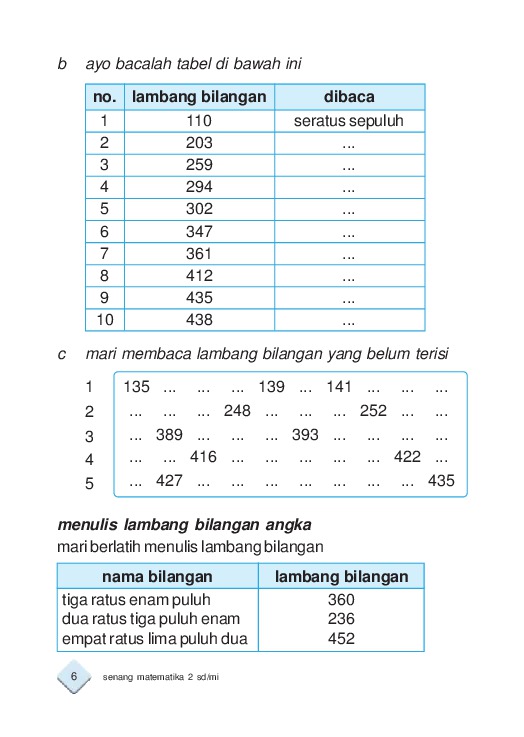 b ayo bacalah tabel di bawah ini
no. lambang bilangan dibaca
1 110 seratus sepuluh
2 203 ...
3 259 ...
4 294 ...
5 302 ...
6 347 ...
7 361 ...
8 412 ...
9 435 ...
10 438 ...
c mari membaca lambang bilangan yang belum terisi
1 135 ... ... ... 139 ... 141 ... ... ...
2 ... ... ... 248 ... ... ... 252 ... ...
3 ... 389 ... ... ... 393 ... ... ... ...
4 ... ... 416 ... ... ... ... ... 422 ...
5 ... 427 ... ... ... ... ... ... ... 435
menulis lambang bilangan angka
mari berlatih menulis lambang bilangan
nama bilangan lambang bilangan
tiga ratus enam puluh 360
dua ratus tiga puluh enam 236
empat ratus lima puluh dua 452
6 senang matematika 2 sd/mi